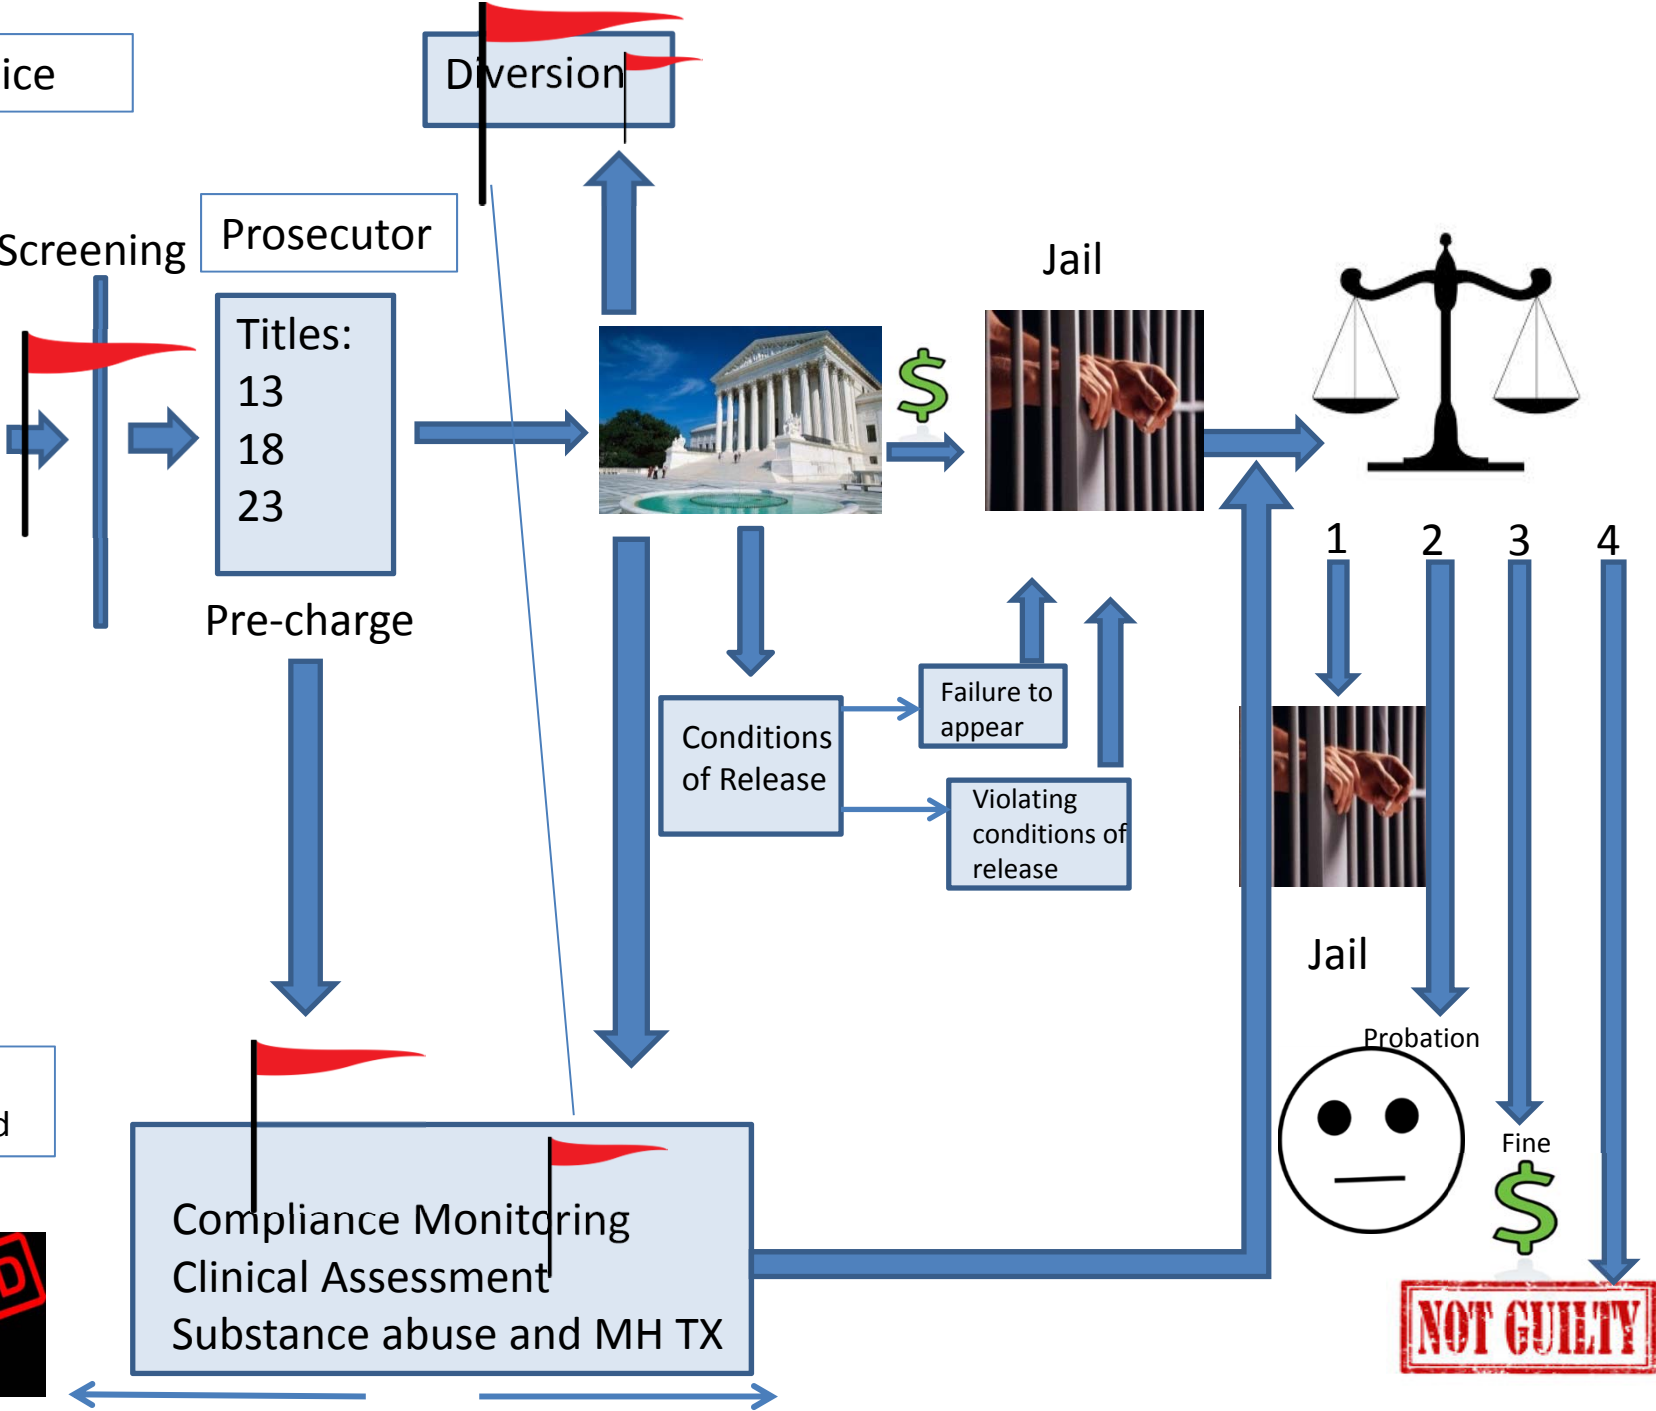 ice
Diversion
Screening
Prosecutor
Jail
Titles:
13
18
23
$
1
2
3
4
Pre-charge
Failure to
appear
Conditions
of Release
Violating
conditions of
release
Jail
Probation
d
Fine
$
Compliance Monitoring
Clinical Assessment
Substance abuse and MH TX
D
NOT GUILTY